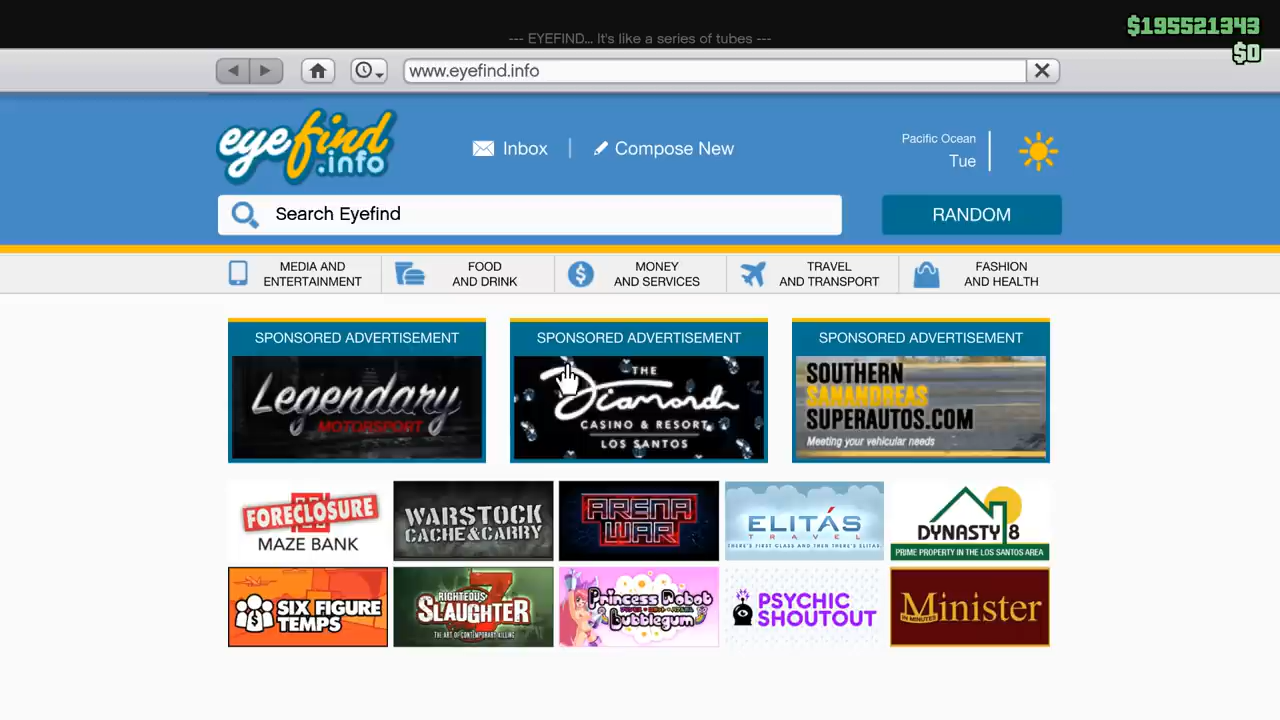 $195521343
--- EYEFIND... It's like a series of tubes ---
$0
www.eyefind.info
eyefind
.info
Inbox
Compose New
Pacific Ocean
Tue
Search Eyefind
RANDOM
MEDIA AND
ENTERTAINMENT
FOOD
AND DRINK
MONEY
AND SERVICES
TRAVEL
AND TRANSPORT
FASHION
AND HEALTH
SPONSORED ADVERTISEMENT
Legendary
MOTORSPORT
SPONSORED ADVERTISEMENT
THE
Diamond
CASINO & RESORT
LOS SANTOS
SPONSORED ADVERTISEMENT
SOUTHERN
SANANDREAS
SUPERAUTOS.COM
Meeting your vehicular needs
FORECLOSURE
MAZE BANK
WARSTOCK
CACHE&CARRY
ARENA
WAR
ELITÁS
TRAVEL
THERE'S FIRST CLASS AND THEN THERE'S ELITAS
DYNASTY 8
PRIME PROPERTY IN THE LOS SANTOS AREA
SIX FIGURE
TEMPS
RIGHTEOUS
SLAUGHTER
7
THE ART OF CONTEMPORARY KILLING
Princess Robot
Bubblegum
PSYCHIC
SHOUTOUT
Minister
IN MINUTES